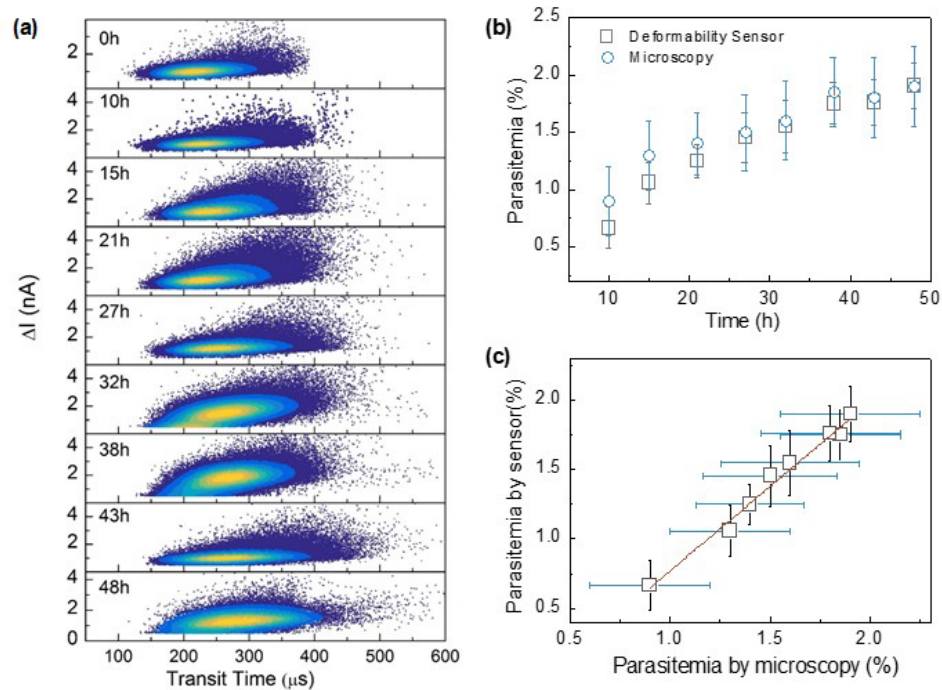 (a)
0h
2
10h
4
2
15h
4
2
21h
4
2
27h
4
2
32h
4
2
38h
4
2
43h
4
2
48h
4
2
0
ΔI (nA)
100 200 300 400 500 600
Transit Time (μs)
(b)
2.5
2.0
1.5
1.0
0.5
Parasitemia (%)
Deformability Sensor
Microscopy
10 20 30 40 50
Time (h)
(c)
2.0
1.5
1.0
0.5
Parasitemia by sensor(%)
0.5 1.0 1.5 2.0
Parasitemia by microscopy (%)